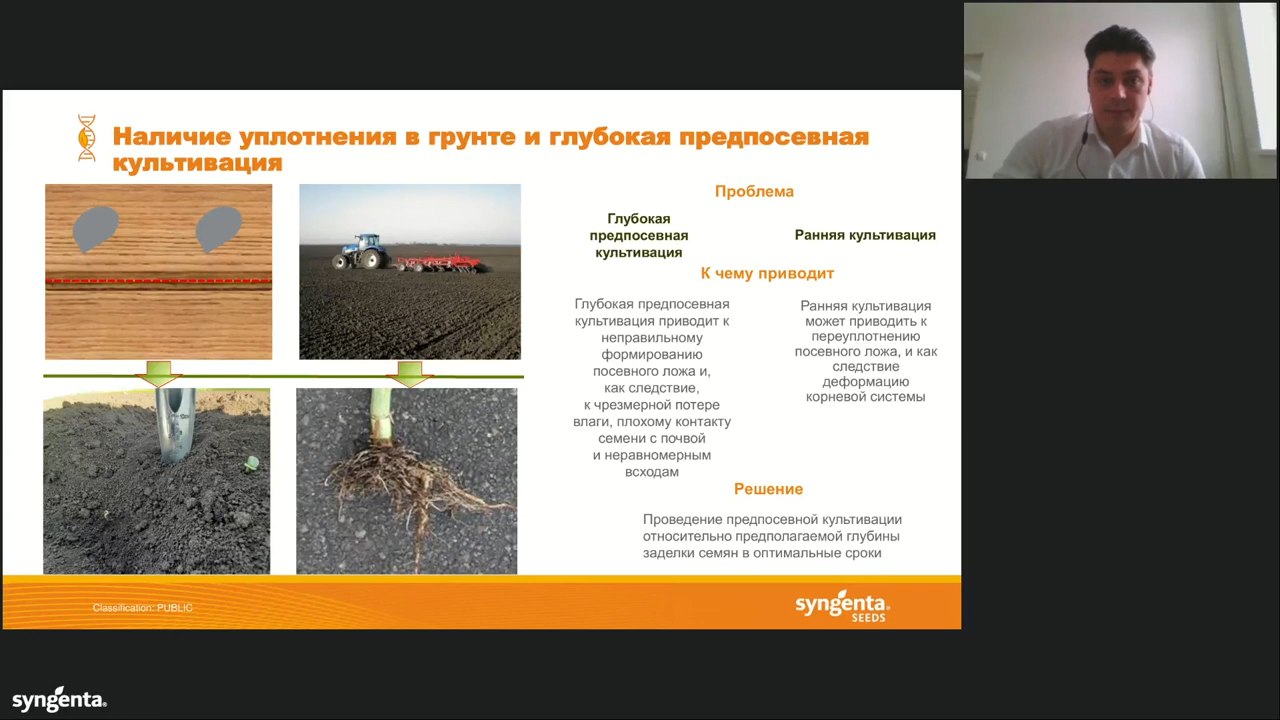 Наличие уплотнения в грунте и глубокая предпосевная
культивация
Проблема
Глубокая
предпосевная
культивация
Ранняя культивация
К чему приводит
Глубокая предпосевная
культивация приводит к
неправильному
формированию
посевного ложа и,
как следствие,
к чрезмерной потере
влаги, плохому контакту
семени с почвой
и неравномерным
всходам
Ранняя культивация
может приводить к
переуплотнению
посевного ложа, и как
следствие
деформацию
корневой системы
Решение
Проведение предпосевной культивации
относительно предполагаемой глубины
заделки семян в оптимальные сроки
Classification: PUBLIC
syngenta®
SEEDS
syngenta®